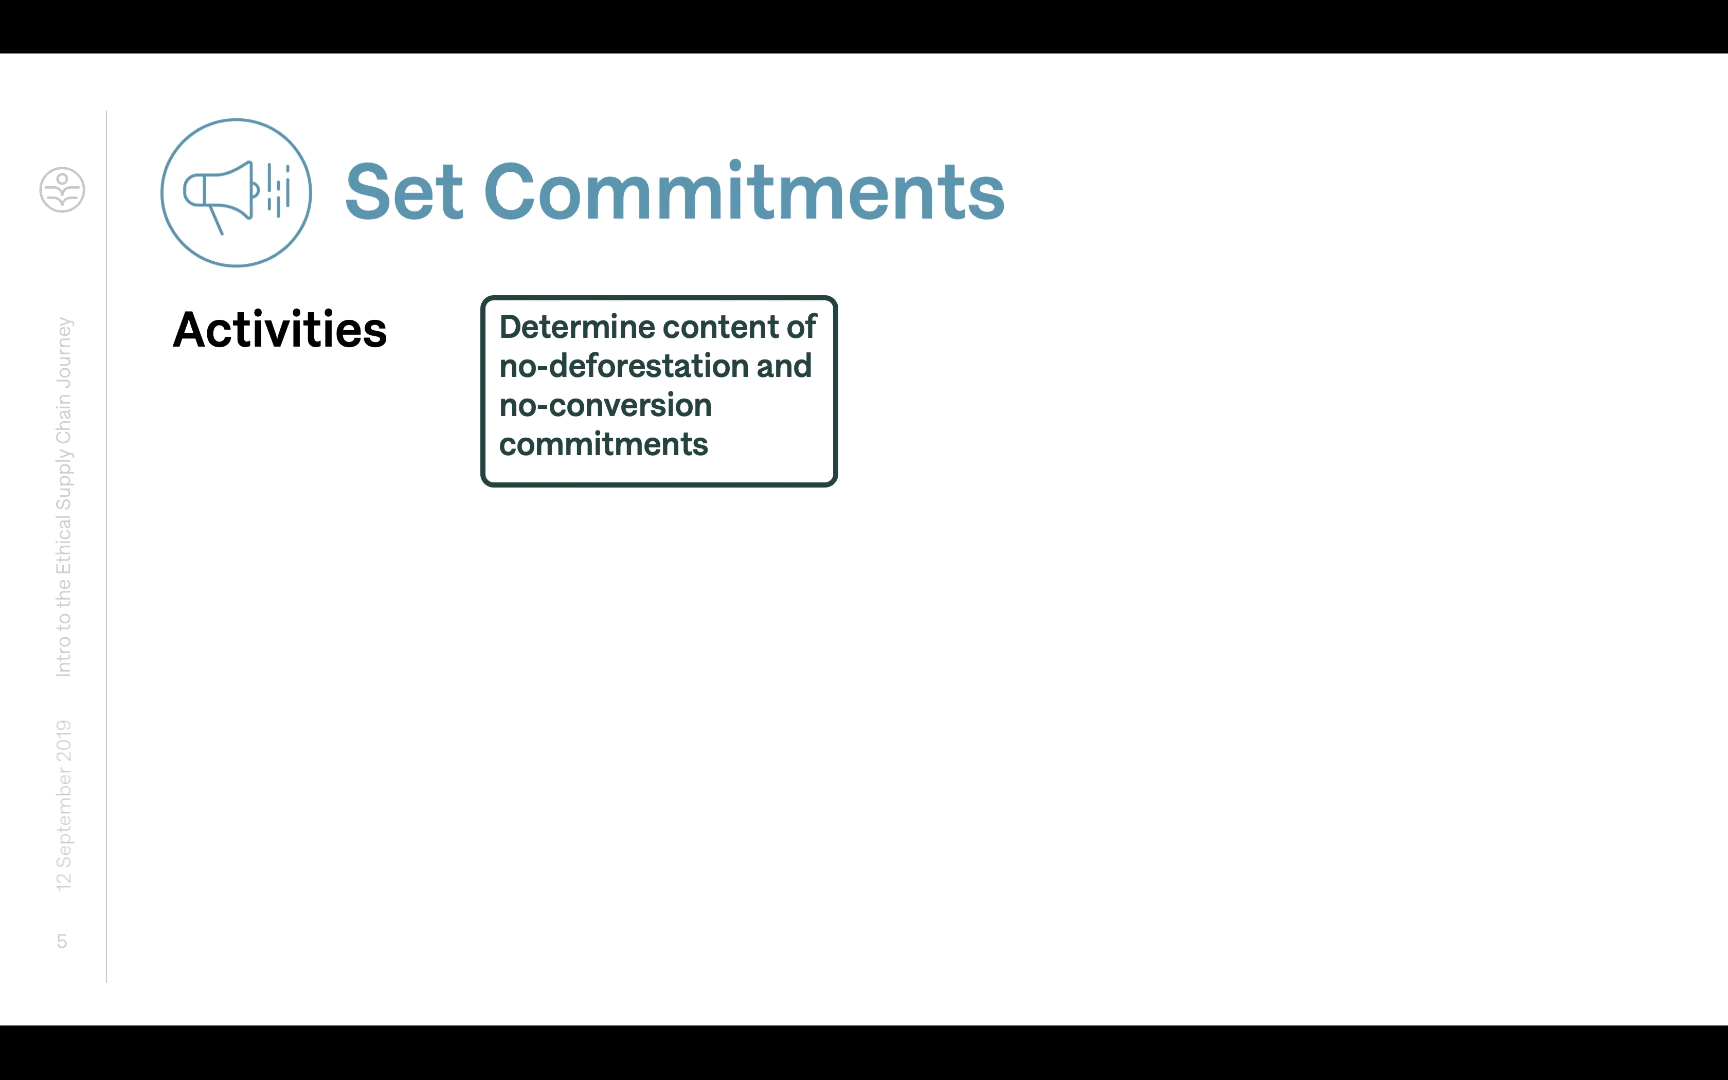 Set Commitments
Activities
Determine content of
no-deforestation and
no-conversion
commitments
Intro to the Ethical Supply Chain Journey
12 September 2019
5